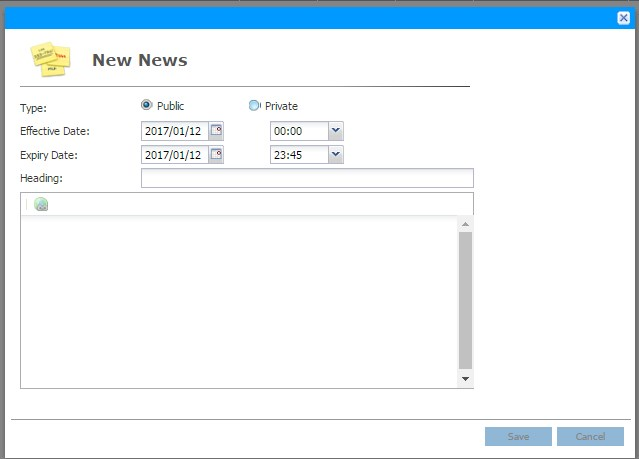 New News
Type: Public Private
Effective Date: 2017/01/12 00:00
Expiry Date: 2017/01/12 23:45
Heading:
Save Cancel